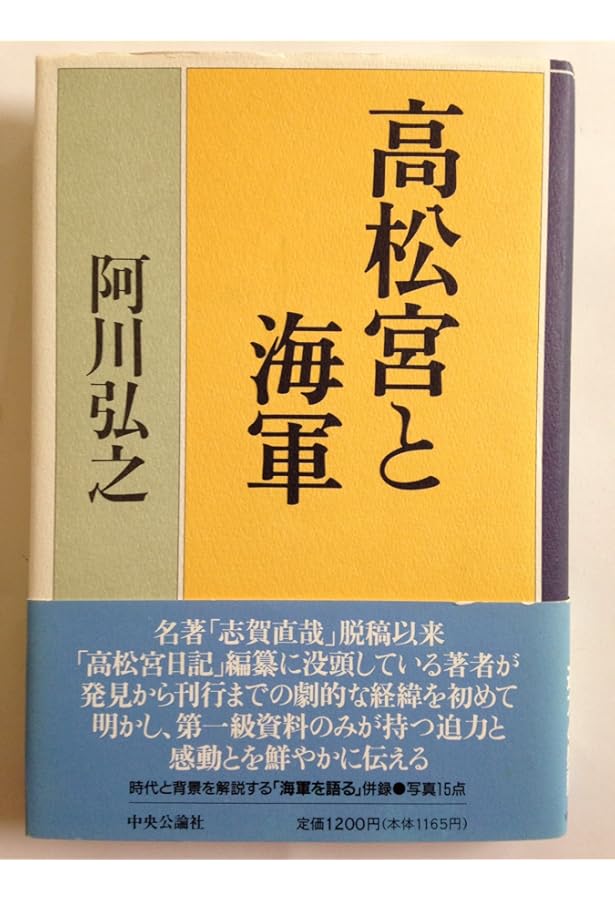 高松宮と
海軍
阿川弘之
名著「志賀直哉」脱稿以来
「高松宮日記」編纂に没頭している著者が
発見から刊行までの劇的な経緯を初めて
明かし、第一級資料のみが持つ迫力と
感動とを鮮やかに伝える
時代と背景を解説する「海軍を語る」併録●写真15点
中央公論社
定価1200円(本体1165円)